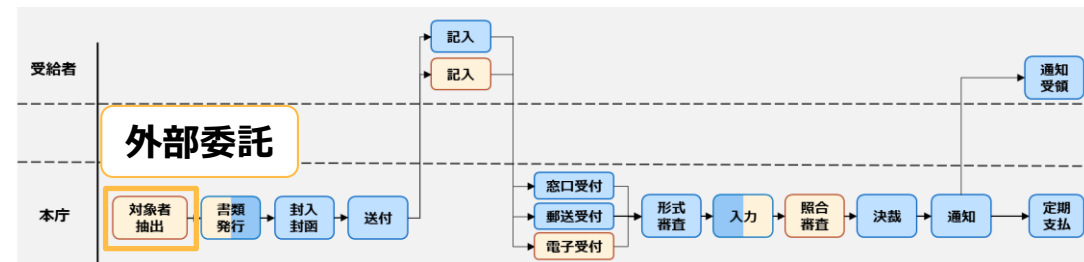 受給者
記入
記入
通知
受領
外部委託
本庁
対象者
抽出
書類
発行
封入
封函
送付
窓口受付
郵送受付
電子受付
形式
審査
入力
照合
審査
決裁
通知
定期
支払